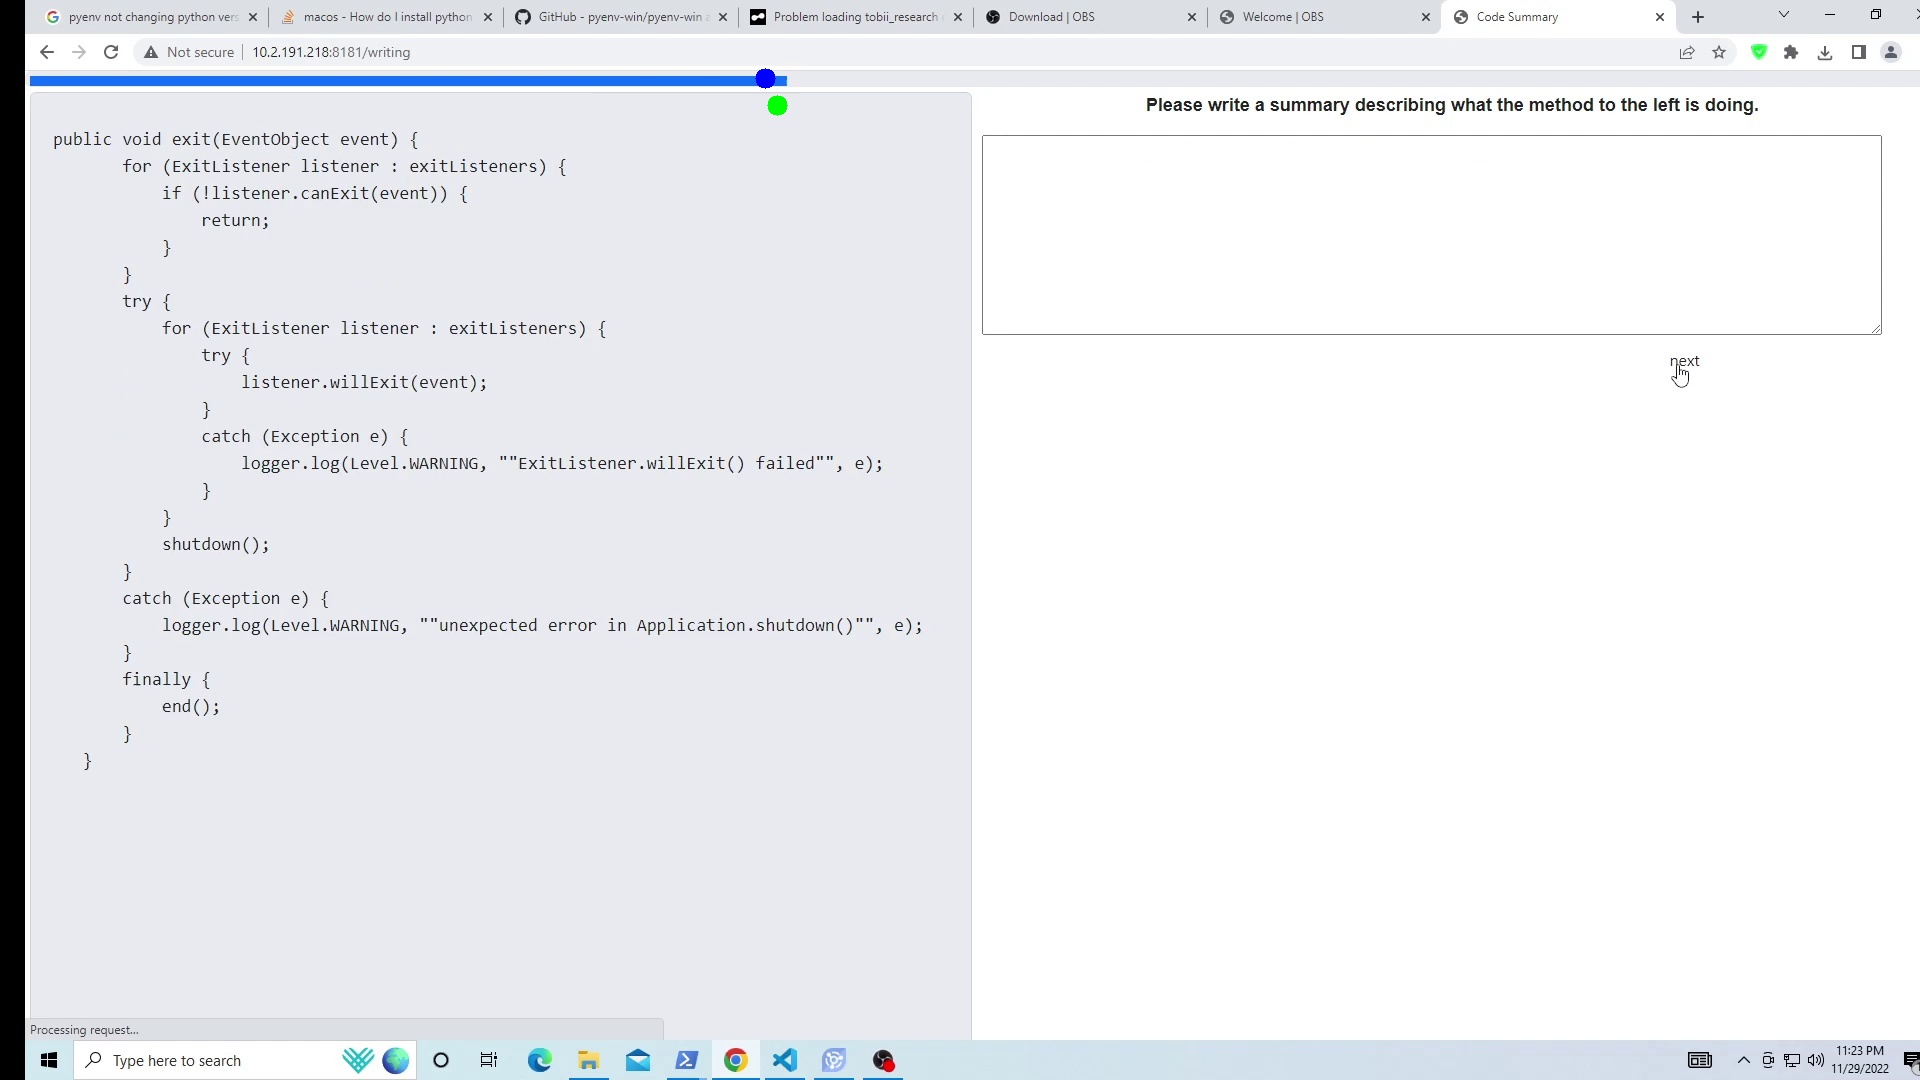 pyenv not changing python vers
macos - How do I install python
GitHub - pyenv-win/pyenv-win a
Problem loading tobii_research
Download | OBS
Welcome | OBS
Code Summary
Not secure
10.2.191.218:8181/writing
Please write a summary describing what the method to the left is doing.
public void exit(EventObject event) {
for (ExitListener listener : exitListeners) {
if (!listener.canExit(event)) {
return;
}
}
try {
for (ExitListener listener : exitListeners) {
try {
listener.willExit(event);
}
catch (Exception e) {
logger.log(Level.WARNING, ""ExitListener.willExit() failed"", e);
}
}
shutdown();
}
catch (Exception e) {
logger.log(Level.WARNING, ""unexpected error in Application.shutdown()"", e);
}
finally {
end();
}
}
next
Processing request...
Type here to search
11:23 PM
11/29/2022